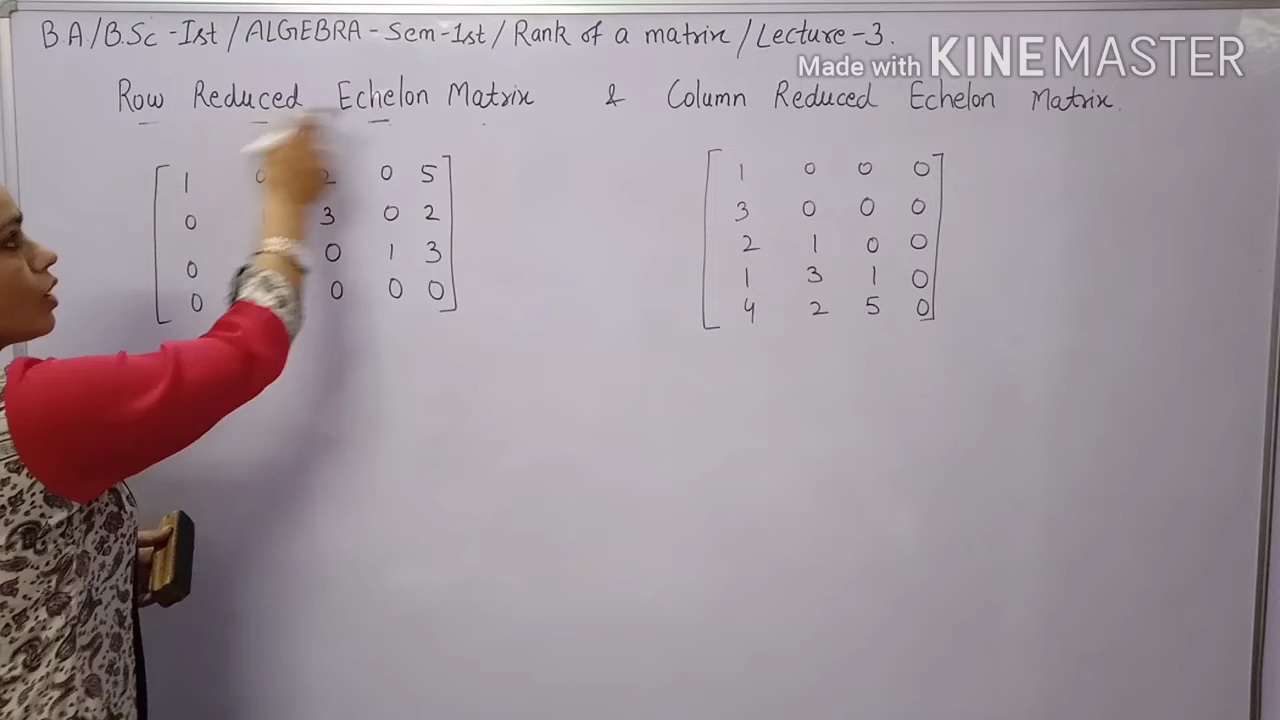 B.A/B.Sc -Ist / ALGEBRA - Sem-1st / Rank of a matrix / Lecture -3.
Made with KINEMASTER
Row Reduced Echelon Matrix & Column Reduced Echelon Matrix.
1 0 2 0 5
0 3 0 2
0 0 1 3
0 0 0 0
1 0 0 0
3 0 0 0
2 1 0 0
1 3 1 0
4 2 5 0